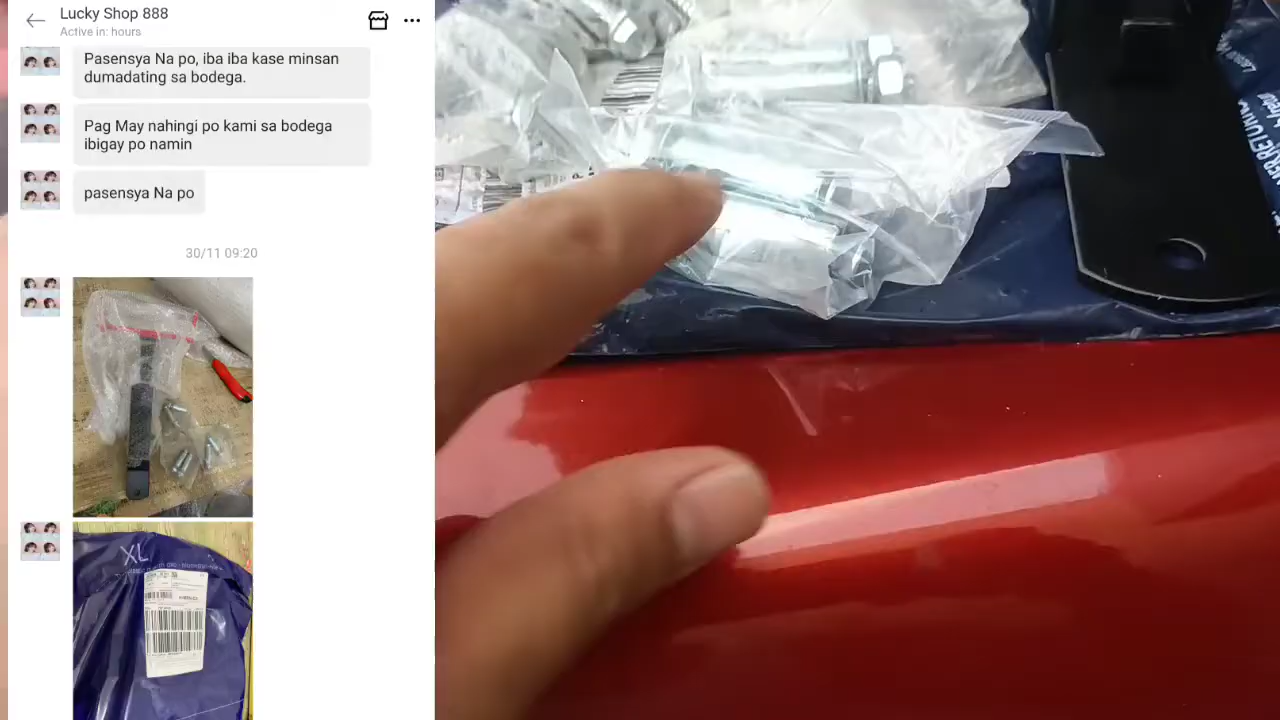 Lucky Shop 888
Active in: hours
Pasensya Na po, iba iba kase minsan
dumadating sa bodega.
Pag May nahingi po kami sa bodega
ibigay po namin
pasensya Na po
30/11 09:20
XL